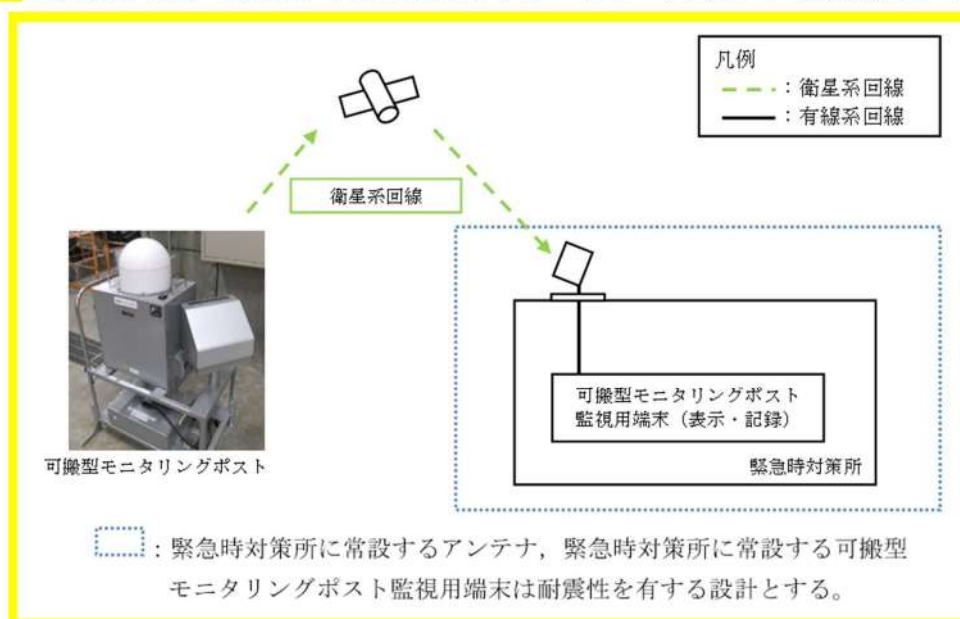 凡例
：衛星系回線
：有線系回線
衛星系回線
可搬型モニタリングポスト
監視用端末（表示・記録）
緊急時対策所
可搬型モニタリングポスト
：緊急時対策所に常設するアンテナ，緊急時対策所に常設する可搬型
モニタリングポスト監視用端末は耐震性を有する設計とする。